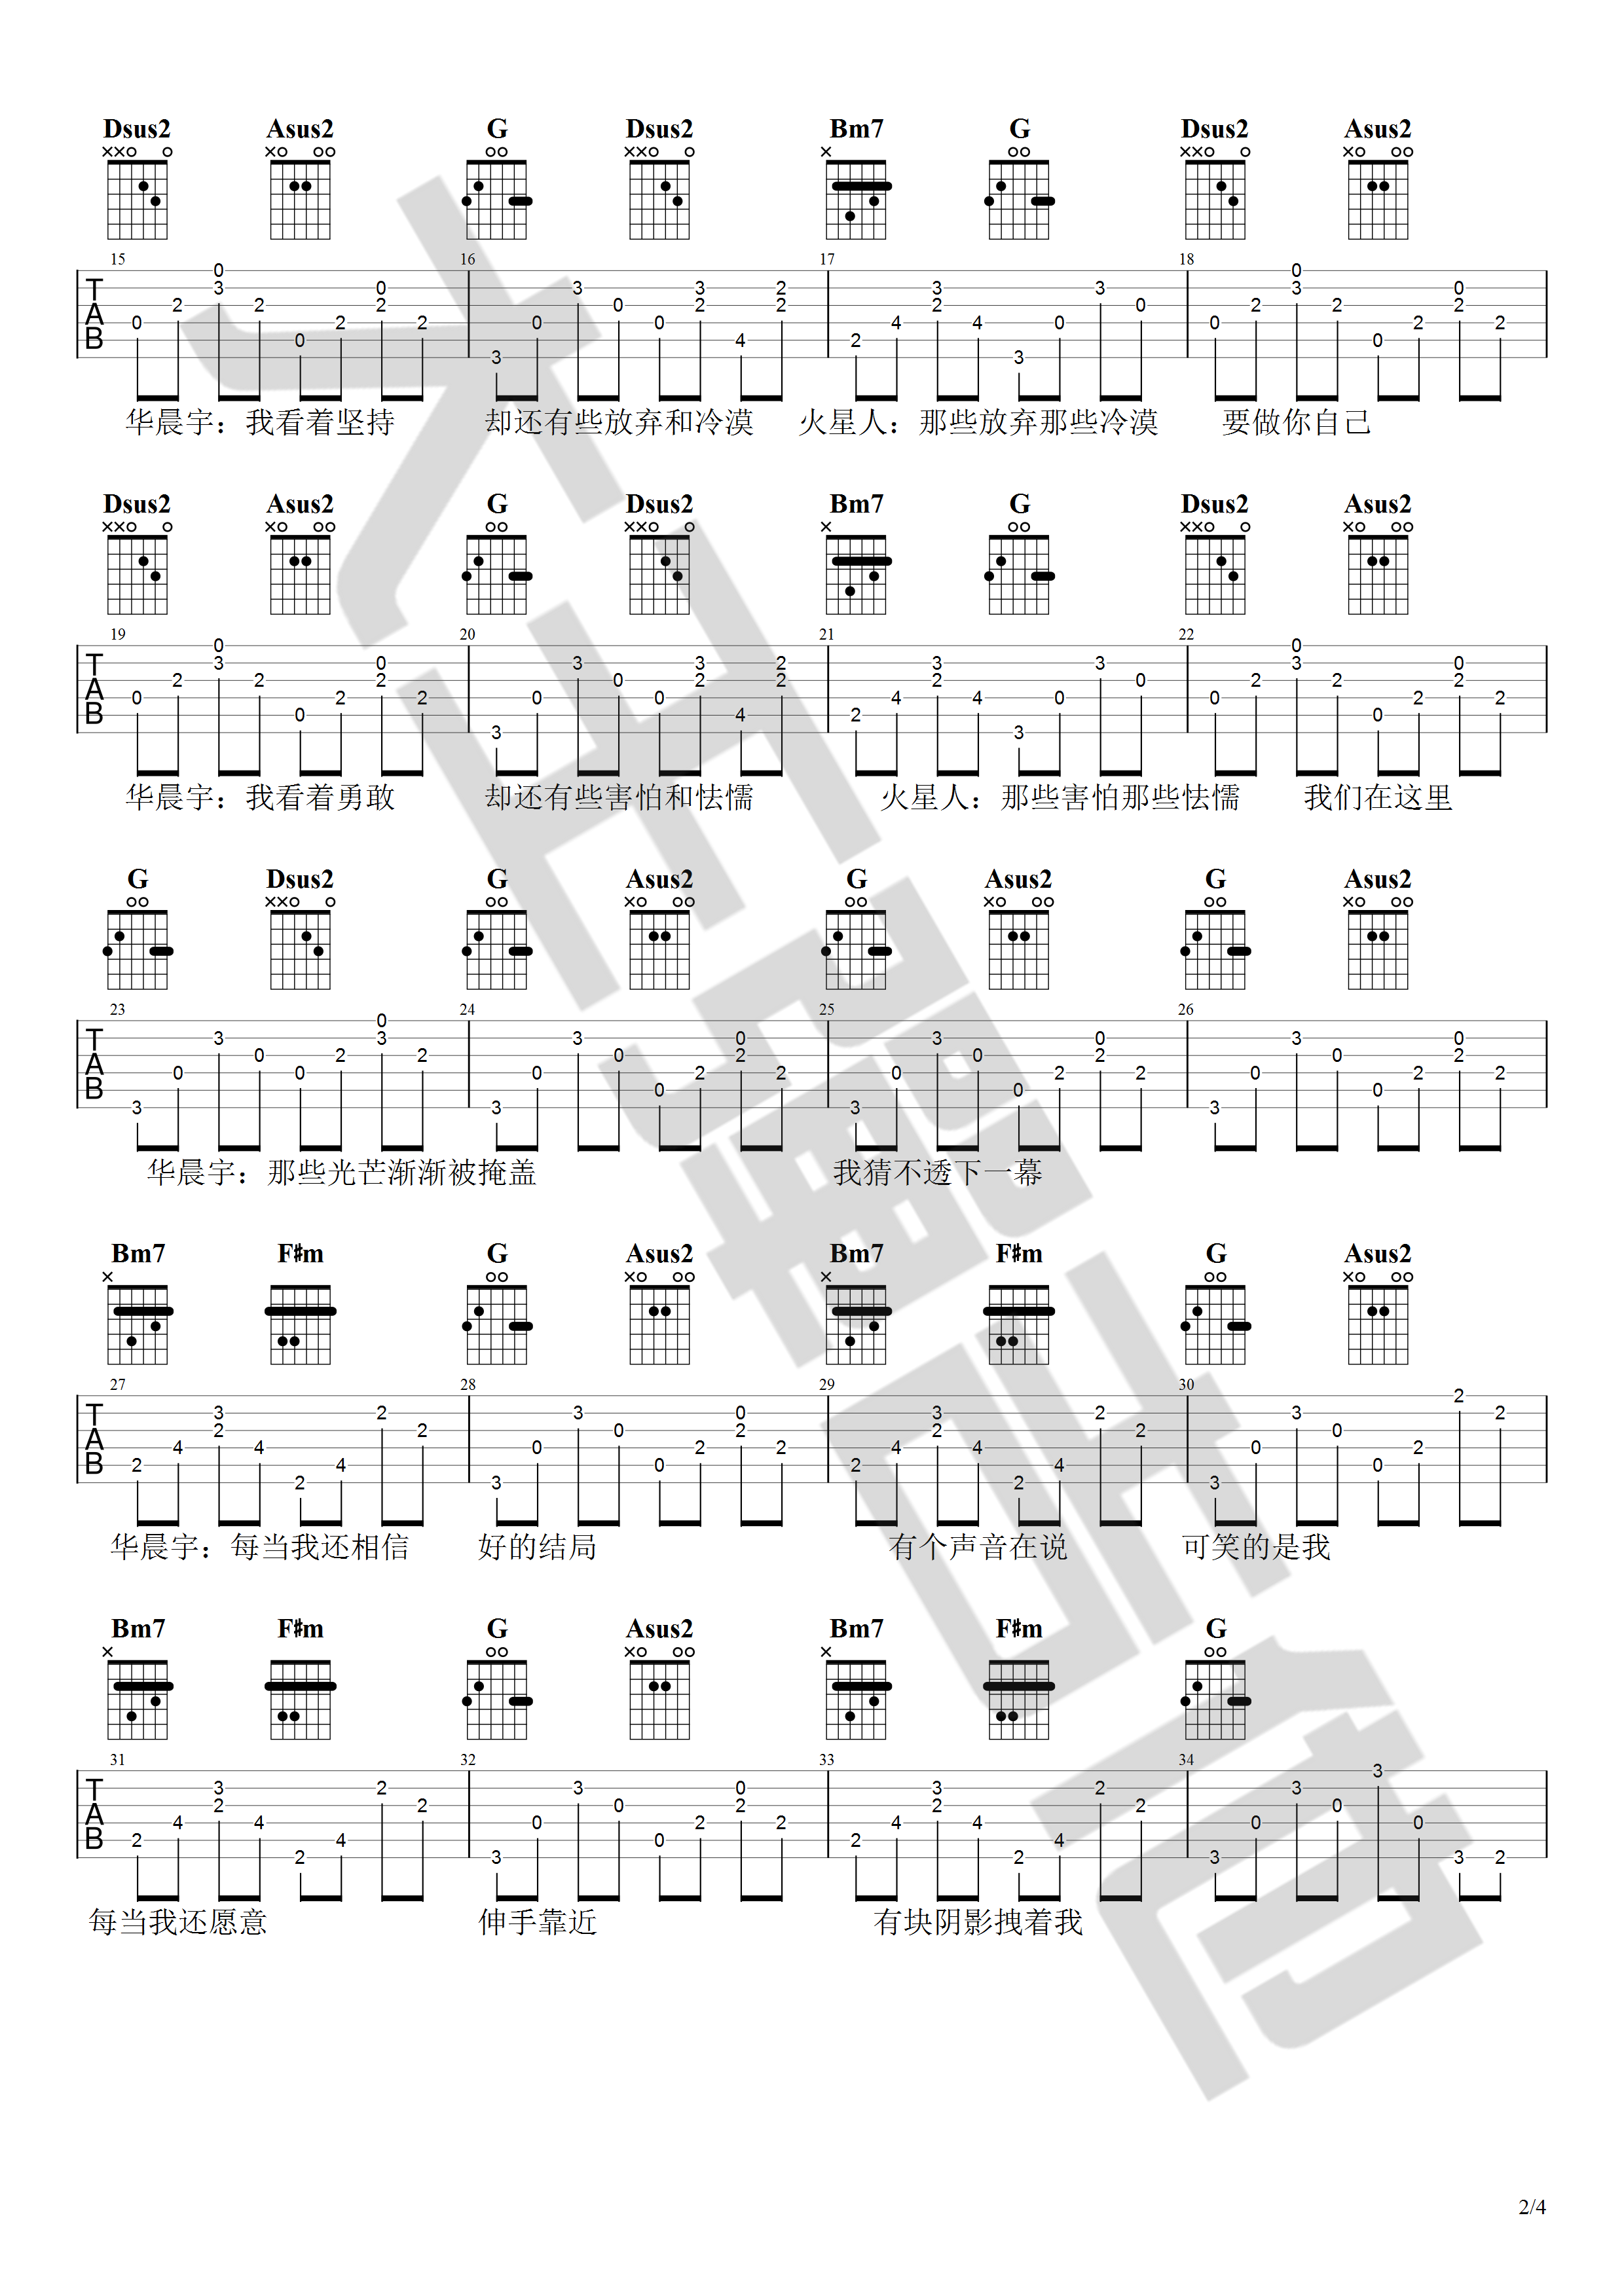 Dsus2 Asus2 G Dsus2 Bm7 G Dsus2 Asus2
15 16 17 18
华晨宇：我看着坚持 却还有些放弃和冷漠 火星人：那些放弃那些冷漠 要做你自己
Dsus2 Asus2 G Dsus2 Bm7 G Dsus2 Asus2
19 20 21 22
华晨宇：我看着勇敢 却还有些害怕和怯懦 火星人：那些害怕那些怯懦 我们在这里
G Dsus2 G Asus2 G Asus2 G Asus2
23 24 25 26
华晨宇：那些光芒渐渐被掩盖 我猜不透下一幕
Bm7 F#m G Asus2 Bm7 F#m G Asus2
27 28 29 30
华晨宇：每当我还相信 好的结局 有个声音在说 可笑的是我
Bm7 F#m G Asus2 Bm7 F#m G
31 32 33 34
每当我还愿意 伸手靠近 有块阴影拽着我
2/4